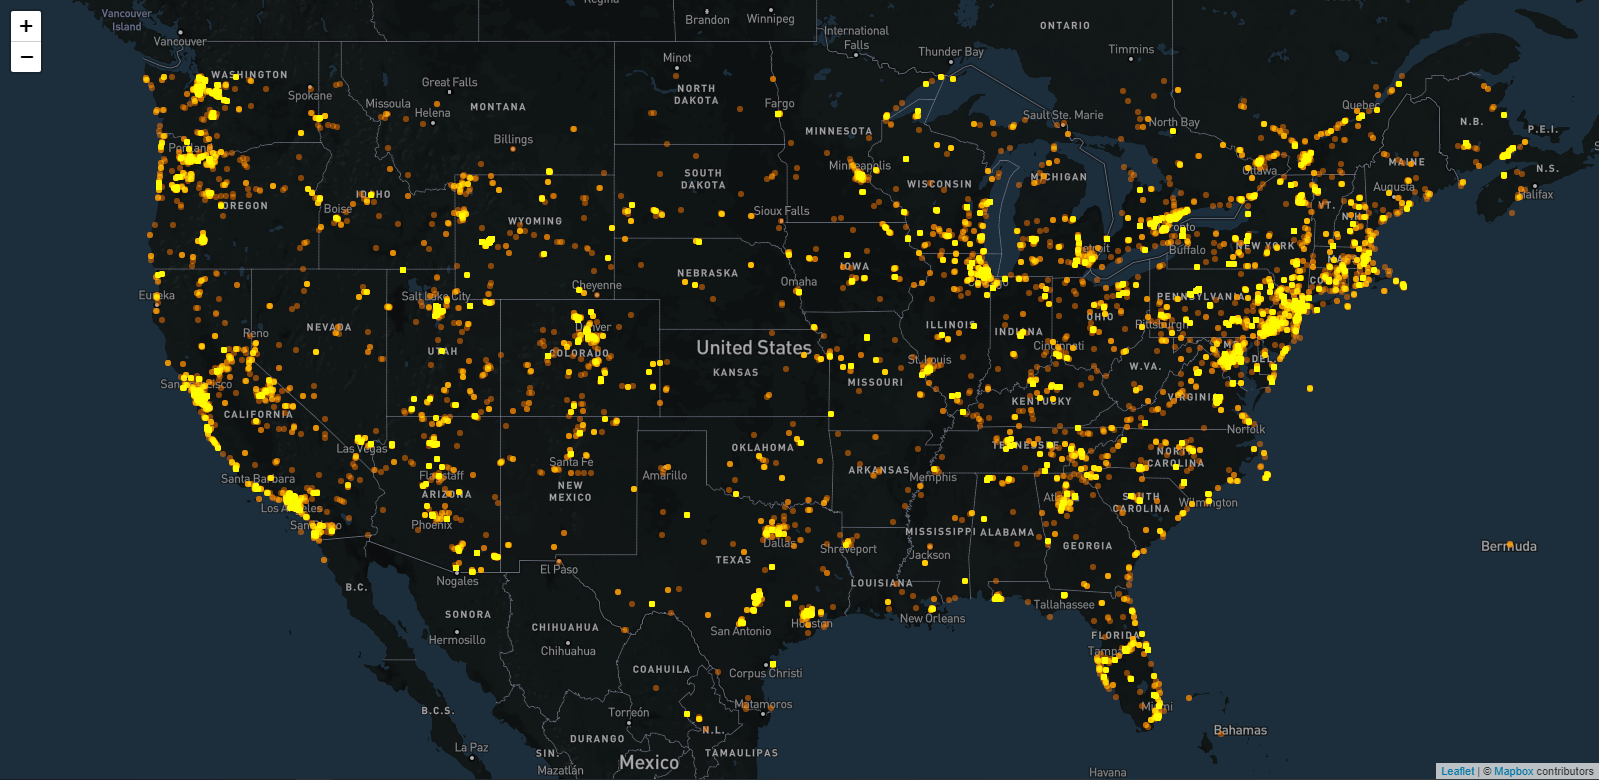 +
−
Vancouver
Island
Vancouver
Regina
Brandon
Winnipeg
ONTARIO
International
Falls
Thunder Bay
Timmins
WASHINGTON
Spokane
Great Falls
Missoula
Helena
MONTANA
Billings
Minot
NORTH
DAKOTA
Fargo
MINNESOTA
Minneapolis
Sault Ste. Marie
North Bay
Quebec
N.B.
P.E.I.
N.S.
Halifax
MAINE
Augusta
Ottawa
Portland
OREGON
IDAHO
Boise
WYOMING
SOUTH
DAKOTA
Sioux Falls
WISCONSIN
MICHIGAN
VT.
N.H.
Toronto
Buffalo
NEW YORK
Detroit
Eureka
Salt Lake City
Cheyenne
NEBRASKA
Omaha
IOWA
Chicago
PENNSYLVANIA
Pittsburgh
OHIO
Reno
NEVADA
UTAH
Denver
COLORADO
United States
KANSAS
MISSOURI
ILLINOIS
St. Louis
INDIANA
Cincinnati
W.VA.
DEL.
San Francisco
CALIFORNIA
KENTUCKY
VIRGINIA
Norfolk
Las Vegas
Santa Fe
Amarillo
OKLAHOMA
ARKANSAS
Memphis
TENNESSEE
NORTH
CAROLINA
Santa Barbara
Los Angeles
San Diego
Flagstaff
ARIZONA
Phoenix
NEW
MEXICO
Atlanta
SOUTH
CAROLINA
Wilmington
Nogales
El Paso
TEXAS
Dallas
Shreveport
MISSISSIPPI
Jackson
ALABAMA
GEORGIA
Bermuda
B.C.
SONORA
Hermosillo
CHIHUAHUA
Chihuahua
San Antonio
Houston
LOUISIANA
New Orleans
Tallahassee
FLORIDA
Tampa
COAHUILA
Corpus Christi
Miami
B.C.S.
Torreón
Matamoros
N.L.
Bahamas
La Paz
SIN.
DURANGO
Mazatlán
Mexico
TAMAULIPAS
Havana
Leaflet | © Mapbox contributors